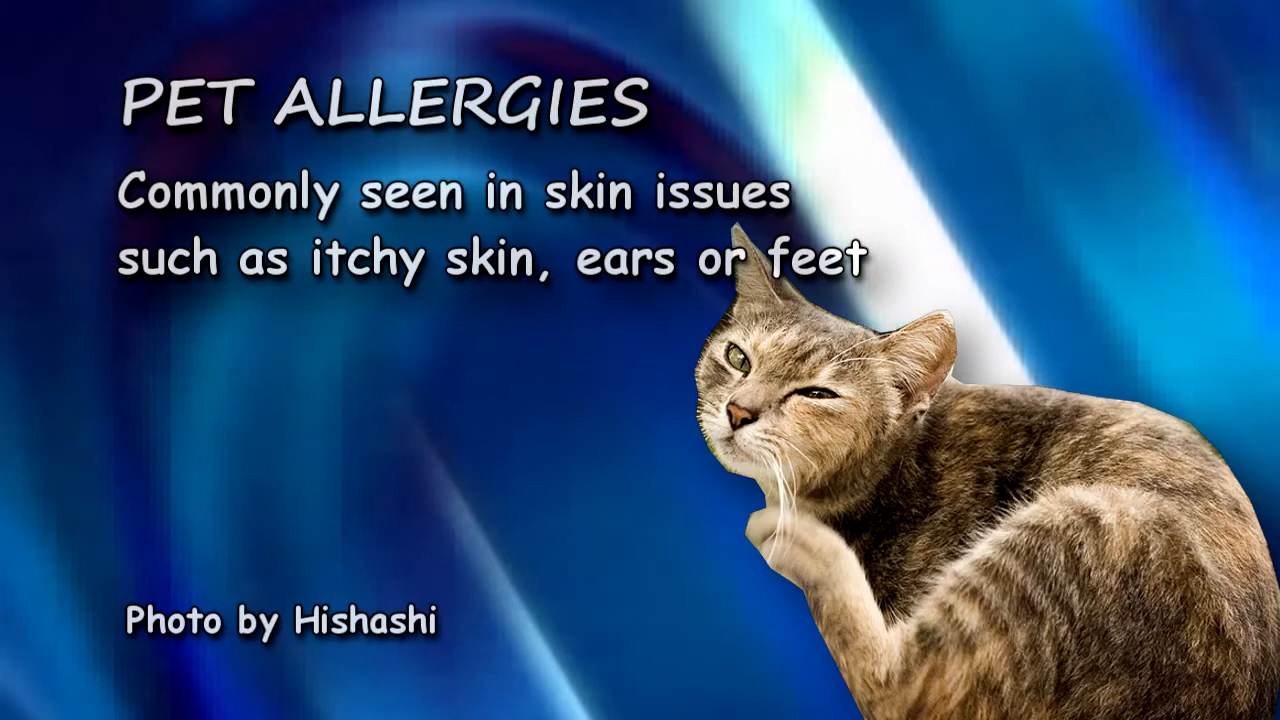 PET ALLERGIES
Commonly seen in skin issues
such as itchy skin, ears or feet
Photo by Hishashi